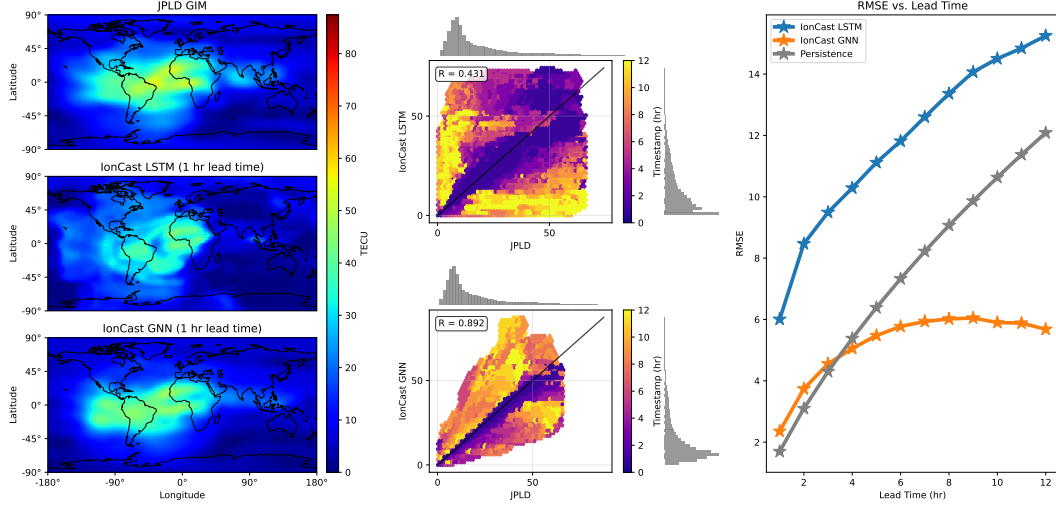 JPLD GIM
90°
45°
0°
-45°
-90°
Latitude
IonCast LSTM (1 hr lead time)
90°
45°
0°
-45°
-90°
Latitude
IonCast GNN (1 hr lead time)
90°
45°
0°
-45°
-90°
Latitude
-180°
-90°
0°
90°
-180°
Longitude
80
70
60
50
40
30
20
10
0
TECU
R = 0.431
50
0
IonCast LSTM
0
50
JPLD
12
10
8
6
4
2
0
Timestamp (hr)
R = 0.892
50
0
IonCast GNN
0
50
JPLD
12
10
8
6
4
2
0
Timestamp (hr)
RMSE vs. Lead Time
IonCast LSTM
IonCast GNN
Persistence
14
12
10
8
6
4
2
RMSE
2
4
6
8
10
12
Lead Time (hr)